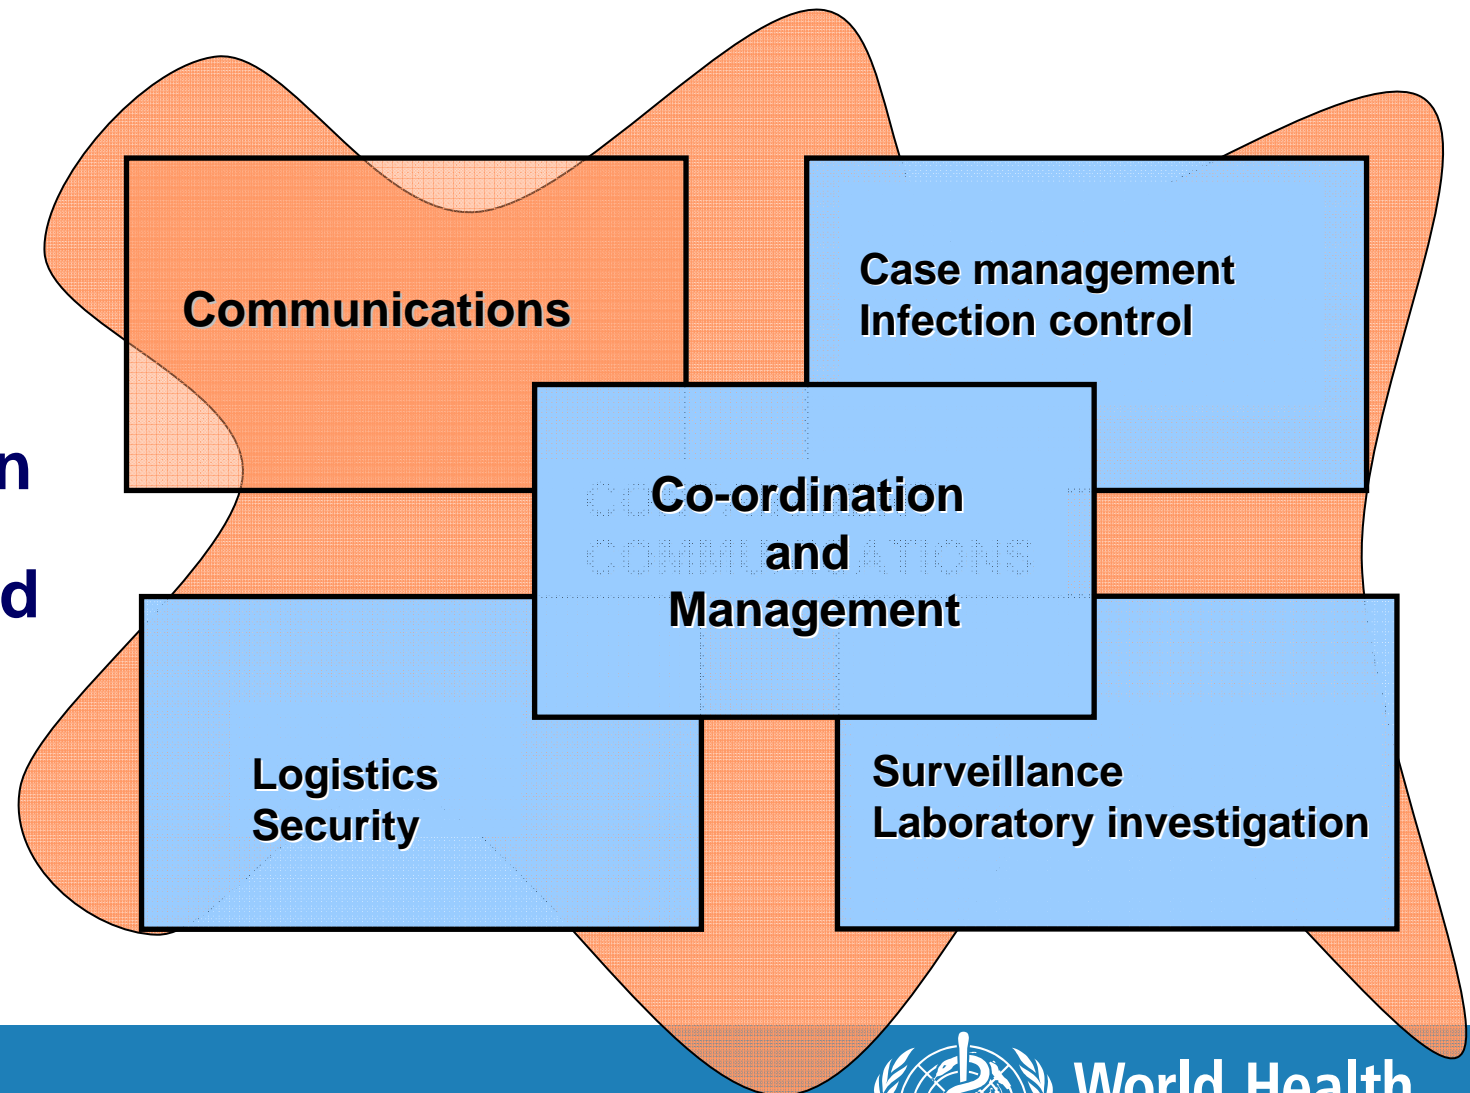 Communications
Case management
Infection control
n
Co-ordination
and
Management
d
Logistics
Security
Surveillance
Laboratory investigation
World Health